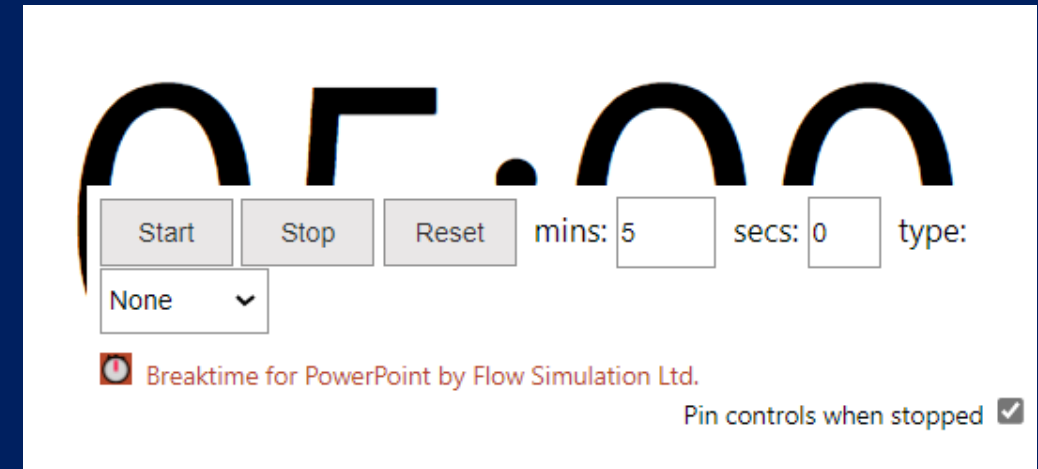 05:00
Start Stop Reset mins: 5 secs: 0 type:
None
Breaktime for PowerPoint by Flow Simulation Ltd.
Pin controls when stopped